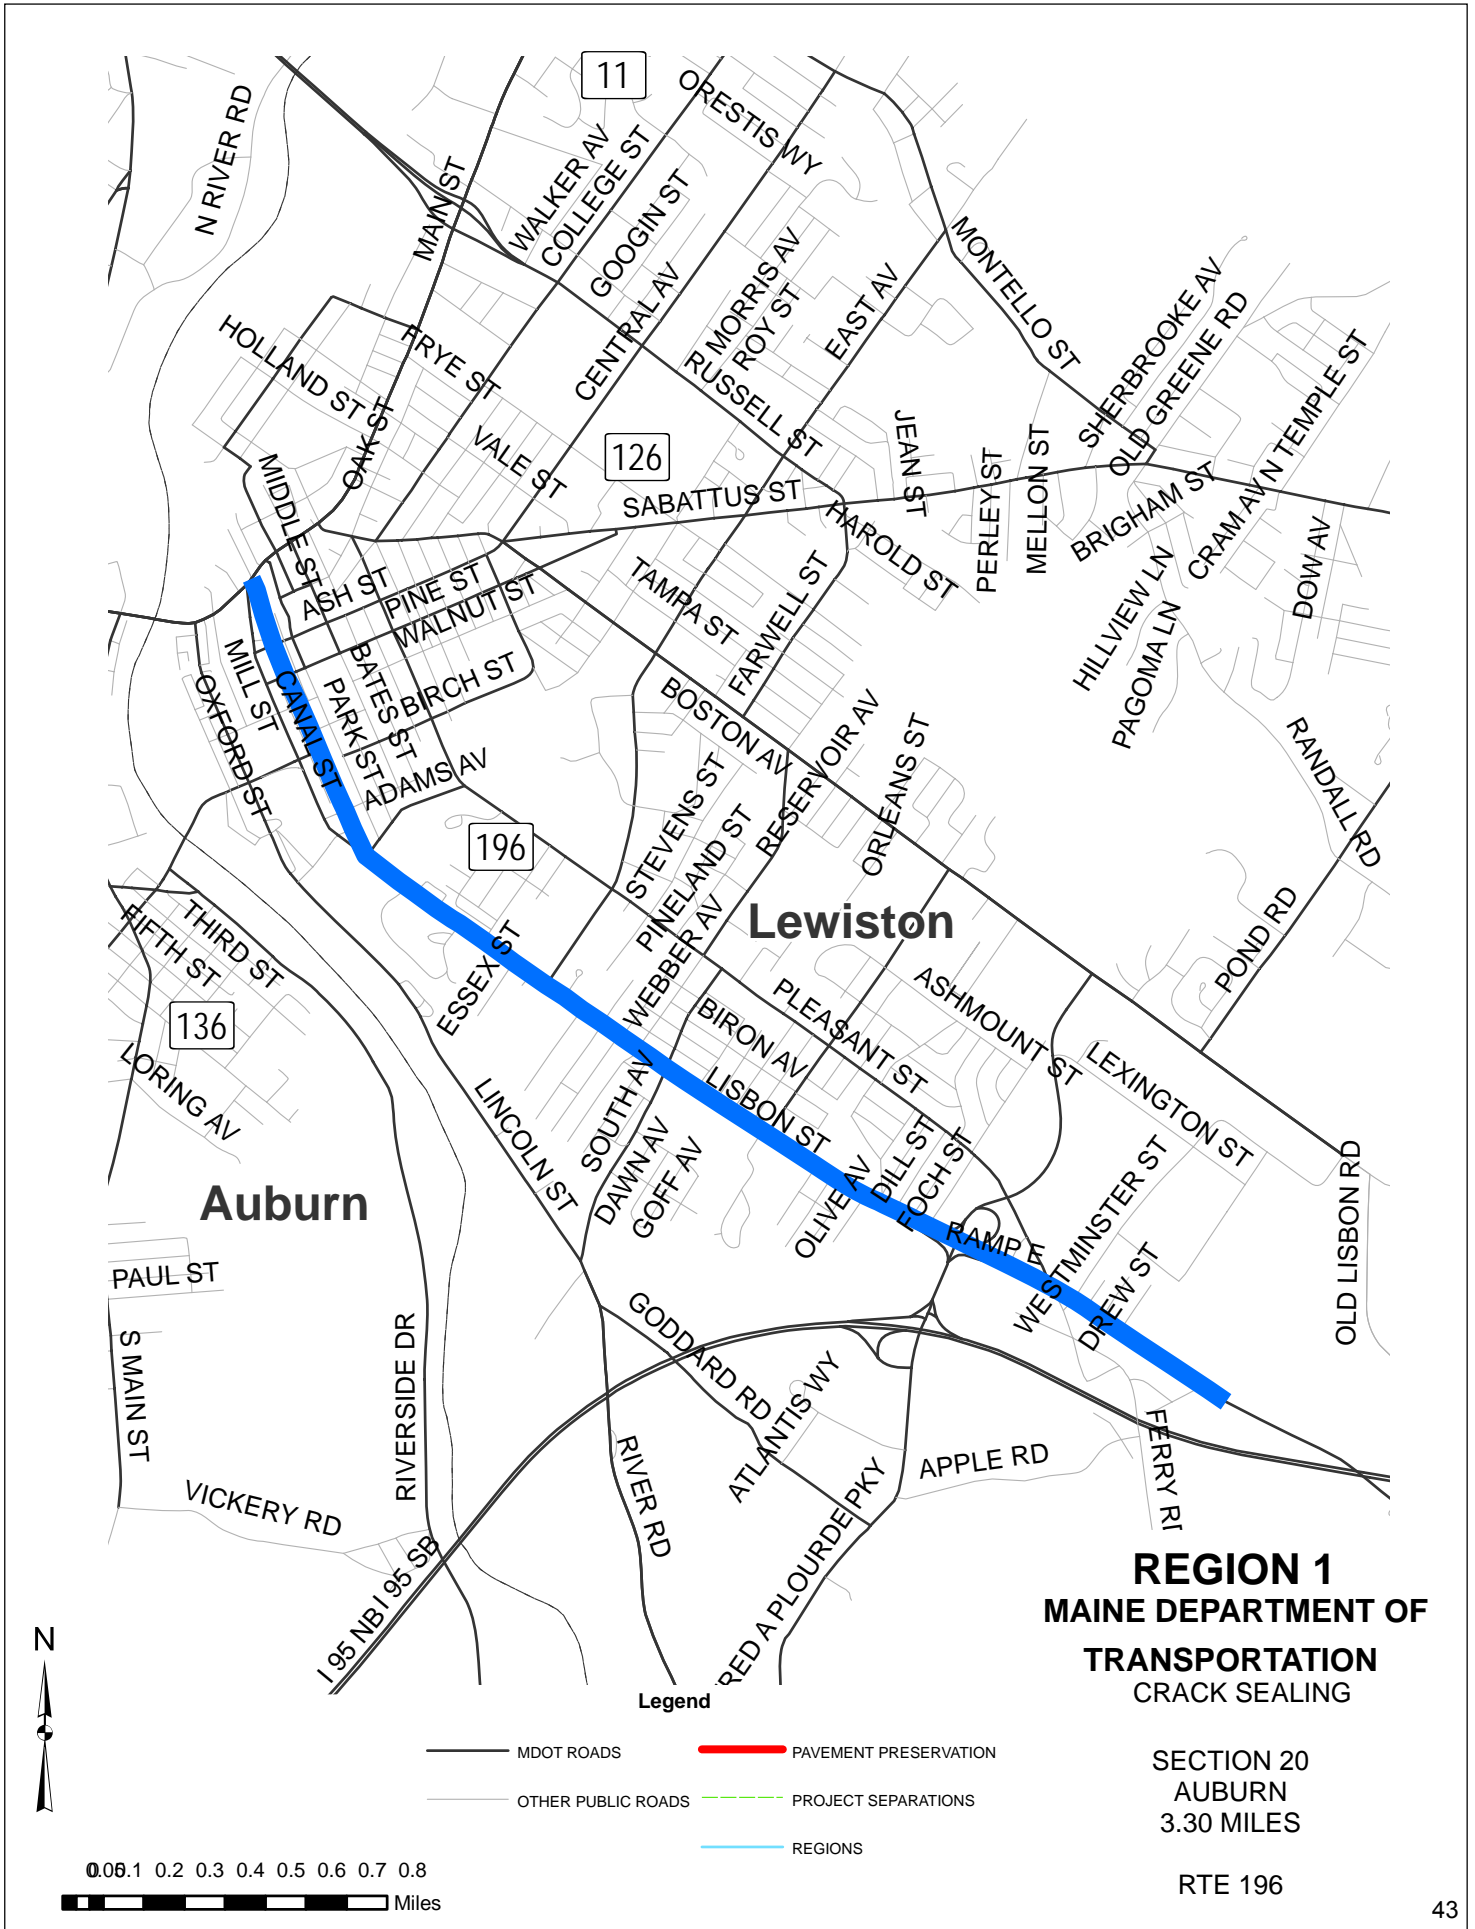 11
ORESTIS WY
N RIVER RD
MAIN ST
WALKER AV
COLLEGE ST
GOOGIN ST
CENTRAL AV
MORRIS AV
ROY ST
EAST AV
MONTELLO ST
SHERBROOKE AV
OLD GREENE RD
N TEMPLE ST
HOLLAND ST
FRYE ST
RUSSELL ST
OAK ST
VALE ST
126
SABATTUS ST
JEAN ST
PERLEY ST
MELLON ST
BRIGHAM ST
CRAM AV
DOW AV
MIDDLE ST
HAROLD ST
ASH ST
PINE ST
WALNUT ST
TAMPA ST
FARWELL ST
HILLVIEW LN
PAGOMA LN
MILL ST
CANAL ST
OXFORD ST
PARK ST
BATES ST
BIRCH ST
ADAMS AV
BOSTON AV
RESERVOIR AV
ORLEANS ST
RANDALL RD
196
STEVENS ST
PINELAND ST
WEBBER AV
Lewiston
POND RD
THIRD ST
FIFTH ST
ESSEX ST
136
LORING AV
BIRON AV
PLEASANT ST
ASHMOUNT ST
LEXINGTON ST
LINCOLN ST
SOUTH AV
LISBON ST
DAWN AV
GOFF AV
OLIVE AV
DILL ST
FOCH ST
RAMP E
WESTMINSTER ST
DREW ST
OLD LISBON RD
Auburn
PAUL ST
S MAIN ST
RIVERSIDE DR
GODDARD RD
ATLANTIS WY
RIVER RD
APPLE RD
FERRY
VICKERY RD
I 95 NB
I 95 SB
RED A PLOURDE PKY
REGION 1
MAINE DEPARTMENT OF
TRANSPORTATION
CRACK SEALING
SECTION 20
AUBURN
3.30 MILES
RTE 196
N
Legend
MDOT ROADS
PAVEMENT PRESERVATION
OTHER PUBLIC ROADS
PROJECT SEPARATIONS
REGIONS
0 0.05 0.1 0.2 0.3 0.4 0.5 0.6 0.7 0.8
Miles
43